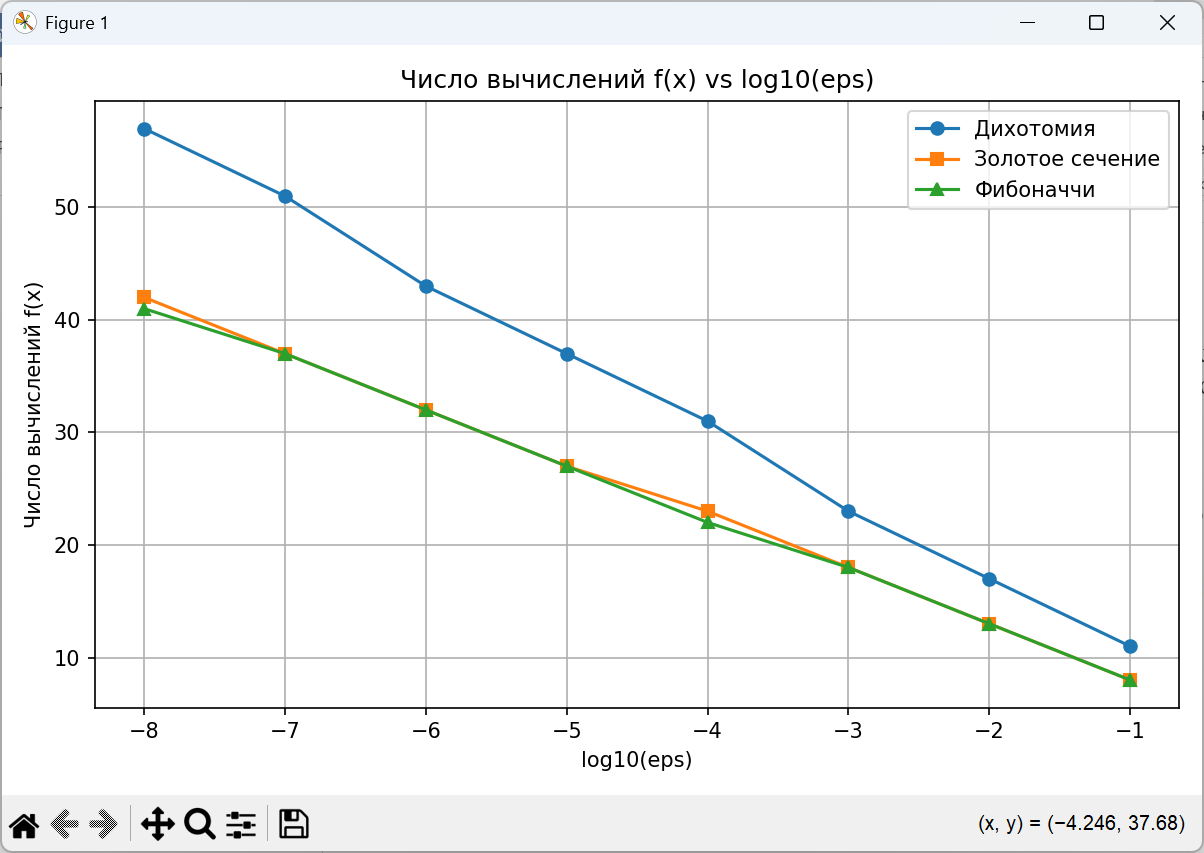 Figure 1
Число вычислений f(x) vs log10(eps)
Дихотомия
Золотое сечение
Фибоначчи
Число вычислений f(x)
50
40
30
20
10
−8 −7 −6 −5 −4 −3 −2 −1
log10(eps)
(x, y) = (−4.246, 37.68)